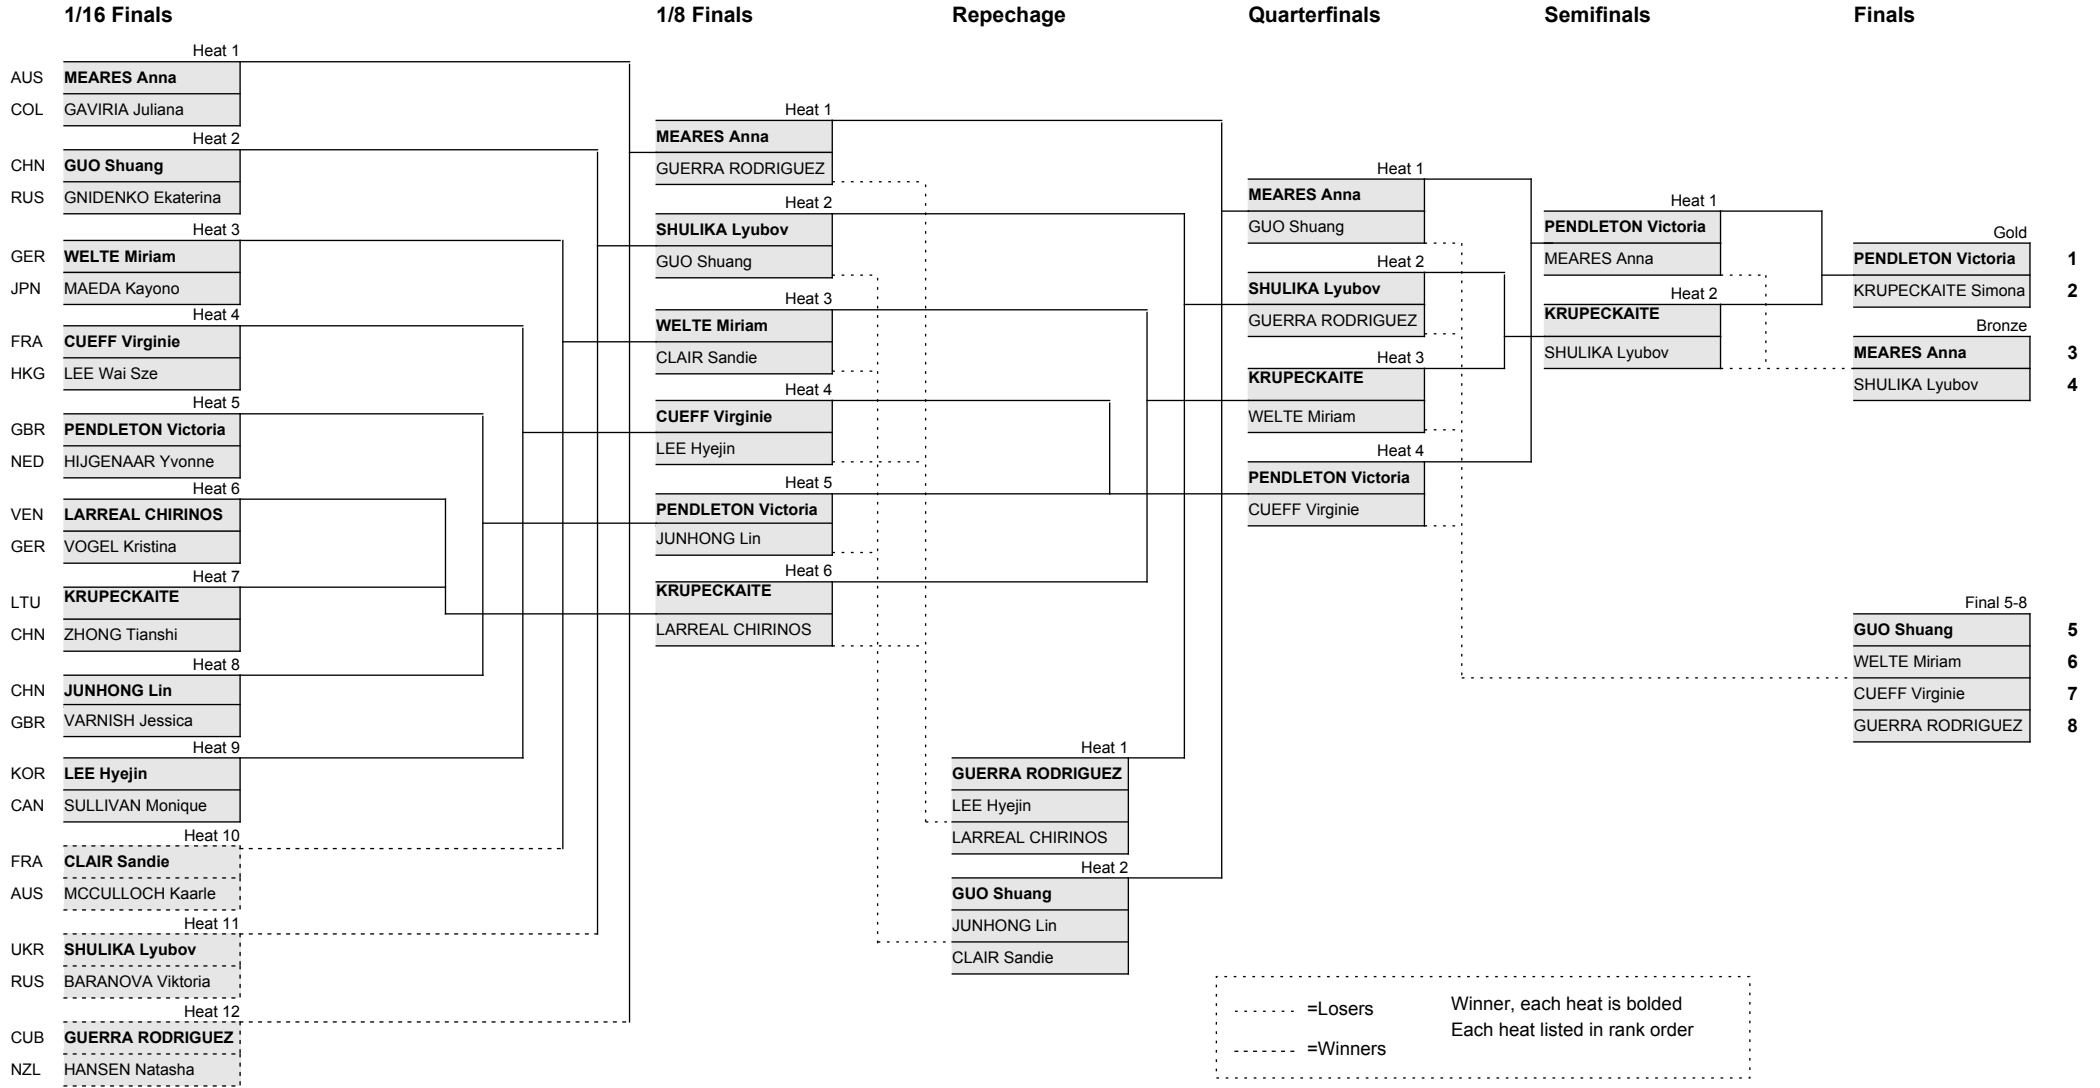 1/16 Finals 1/8 Finals Repechage Quarterfinals Semifinals Finals
Heat 1
AUS MEARES Anna
COL GAVIRIA Juliana
Heat 2
CHN GUO Shuang
RUS GNIDENKO Ekaterina
Heat 3
GER WELTE Miriam
JPN MAEDA Kayono
Heat 4
FRA CUEFF Virginie
HKG LEE Wai Sze
Heat 5
GBR PENDLETON Victoria
NED HIJGENAAR Yvonne
Heat 6
VEN LARREAL CHIRINOS
GER VOGEL Kristina
Heat 7
LTU KRUPECKAITE
CHN ZHONG Tianshi
Heat 8
CHN JUNHONG Lin
GBR VARNISH Jessica
Heat 9
KOR LEE Hyejin
CAN SULLIVAN Monique
Heat 10
FRA CLAIR Sandie
AUS MCCULLOCH Kaarle
Heat 11
UKR SHULIKA Lyubov
RUS BARANOVA Viktoria
Heat 12
CUB GUERRA RODRIGUEZ
NZL HANSEN Natasha
Heat 1
MEARES Anna
GUERRA RODRIGUEZ
Heat 2
SHULIKA Lyubov
GUO Shuang
Heat 3
WELTE Miriam
CLAIR Sandie
Heat 4
CUEFF Virginie
LEE Hyejin
Heat 5
PENDLETON Victoria
JUNHONG Lin
Heat 6
KRUPECKAITE
LARREAL CHIRINOS
Heat 1
GUERRA RODRIGUEZ
LEE Hyejin
LARREAL CHIRINOS
Heat 2
GUO Shuang
JUNHONG Lin
CLAIR Sandie
Heat 1
MEARES Anna
GUO Shuang
Heat 2
SHULIKA Lyubov
GUERRA RODRIGUEZ
Heat 3
KRUPECKAITE
WELTE Miriam
Heat 4
PENDLETON Victoria
CUEFF Virginie
Heat 1
PENDLETON Victoria
MEARES Anna
Heat 2
KRUPECKAITE
SHULIKA Lyubov
Gold
PENDLETON Victoria 1
KRUPECKAITE Simona 2
Bronze
MEARES Anna 3
SHULIKA Lyubov 4
Final 5-8
GUO Shuang 5
WELTE Miriam 6
CUEFF Virginie 7
GUERRA RODRIGUEZ 8
=Losers Winner, each heat is bolded
Each heat listed in rank order
=Winners